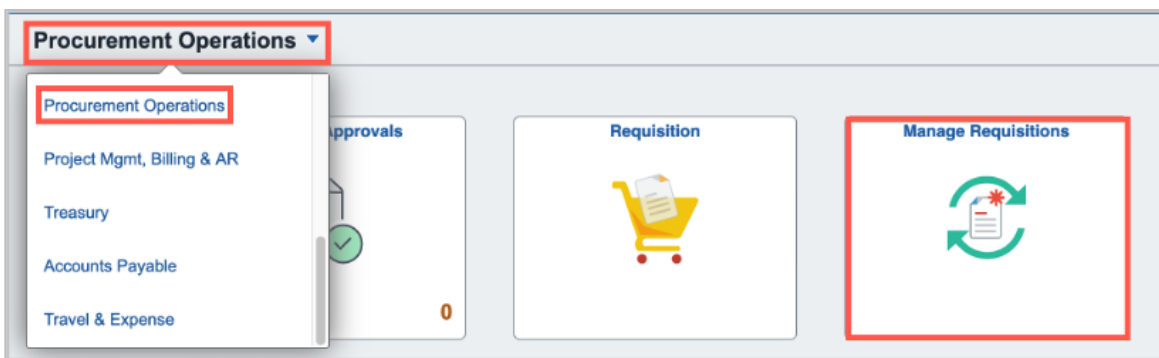 Procurement Operations
Procurement Operations
Project Mgmt, Billing & AR
Treasury
Accounts Payable
Travel & Expense
Approvals
0
Requisition
Manage Requisitions